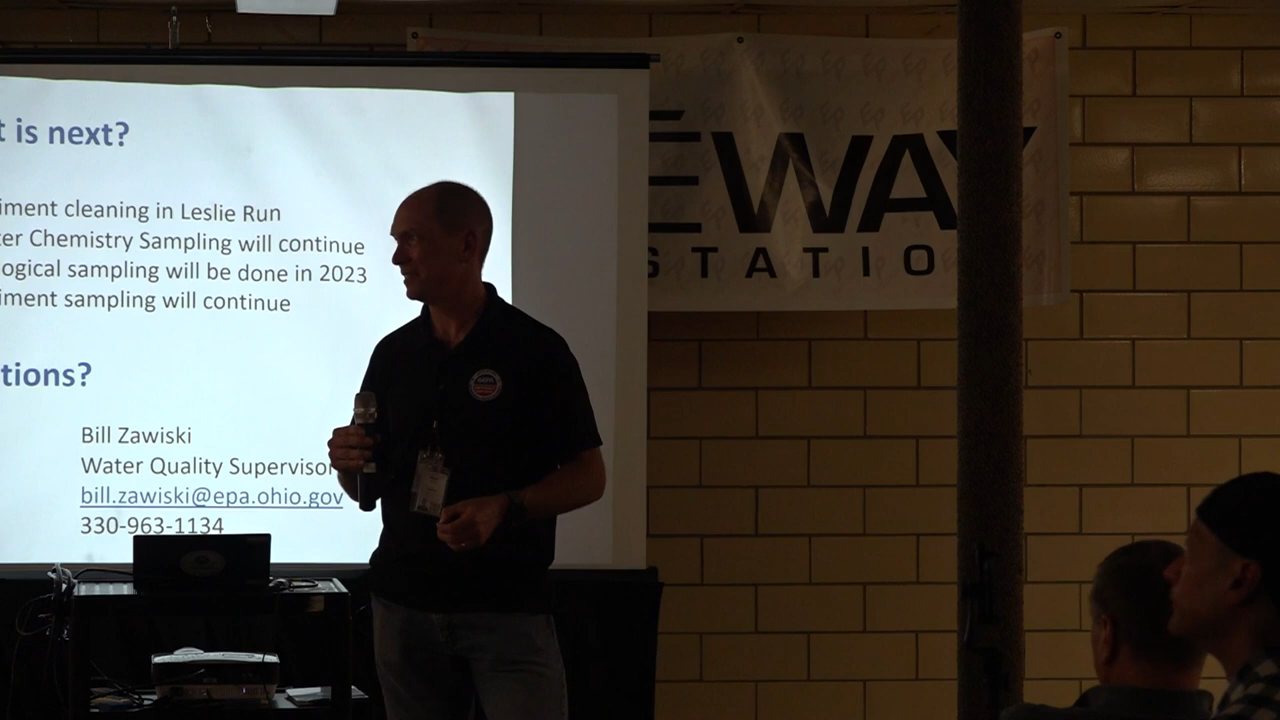 t is next?
iment cleaning in Leslie Run
ter Chemistry Sampling will continue
logical sampling will be done in 2023
iment sampling will continue
tions?
Bill Zawiski
Water Quality Supervisor
bill.zawiski@epa.ohio.gov
330-963-1134
EWAY
STATIO